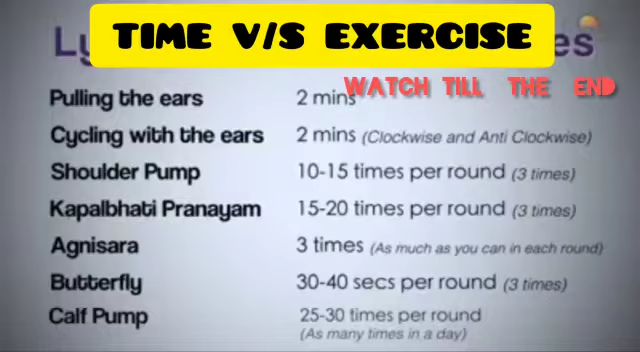 TIME V/S EXERCISE
WATCH TILL THE END
Pulling the ears 2 mins
Cycling with the ears 2 mins (Clockwise and Anti Clockwise)
Shoulder Pump 10-15 times per round (3 times)
Kapalbhati Pranayam 15-20 times per round (3 times)
Agnisara 3 times (As much as you can in each round)
Butterfly 30-40 secs per round (3 times)
Calf Pump 25-30 times per round
(As many times in a day)